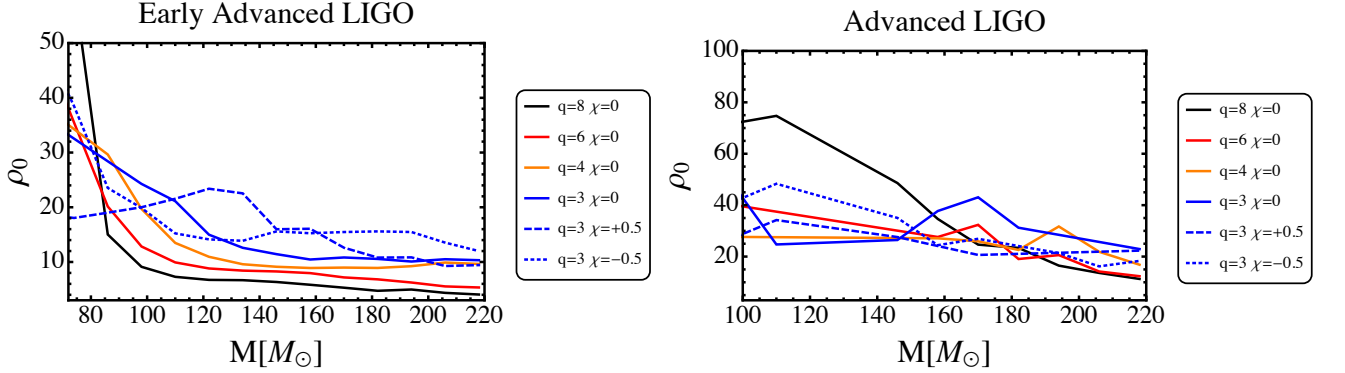 Early Advanced LIGO
50
40
30
20
10
ρ₀
80 100 120 140 160 180 200 220
M[M⊙]
q=8 χ=0
q=6 χ=0
q=4 χ=0
q=3 χ=0
q=3 χ=+0.5
q=3 χ=−0.5
Advanced LIGO
100
80
60
40
20
ρ₀
100 120 140 160 180 200 220
M[M⊙]
q=8 χ=0
q=6 χ=0
q=4 χ=0
q=3 χ=0
q=3 χ=+0.5
q=3 χ=−0.5